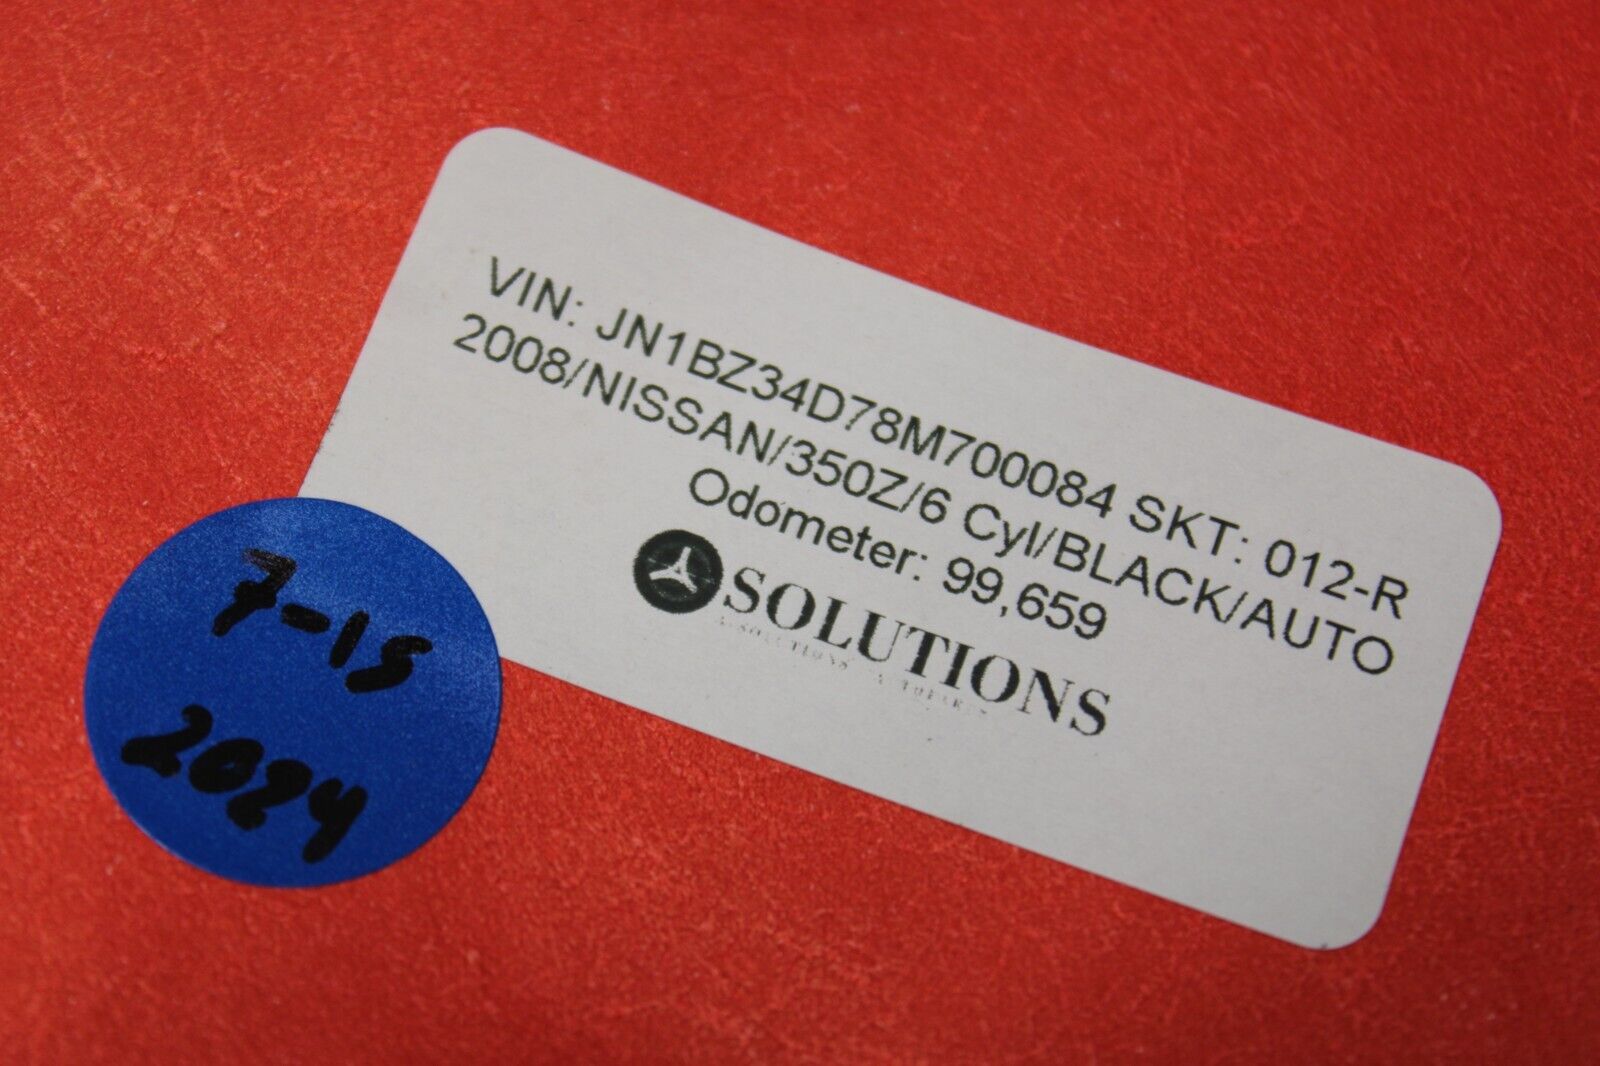 VIN: JN1BZ34D78M700084 SKT: 012-R
2008/NISSAN/350Z/6 Cyl/BLACK/AUTO
Odometer: 99,659
SOLUTIONS
7-15
2024